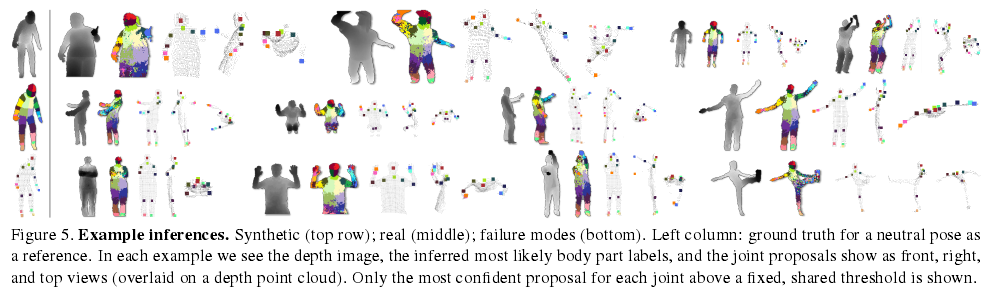 Figure 5. Example inferences. Synthetic (top row); real (middle); failure modes (bottom). Left column: ground truth for a neutral pose as
a reference. In each example we see the depth image, the inferred most likely body part labels, and the joint proposals show as front, right,
and top views (overlaid on a depth point cloud). Only the most confident proposal for each joint above a fixed, shared threshold is shown.